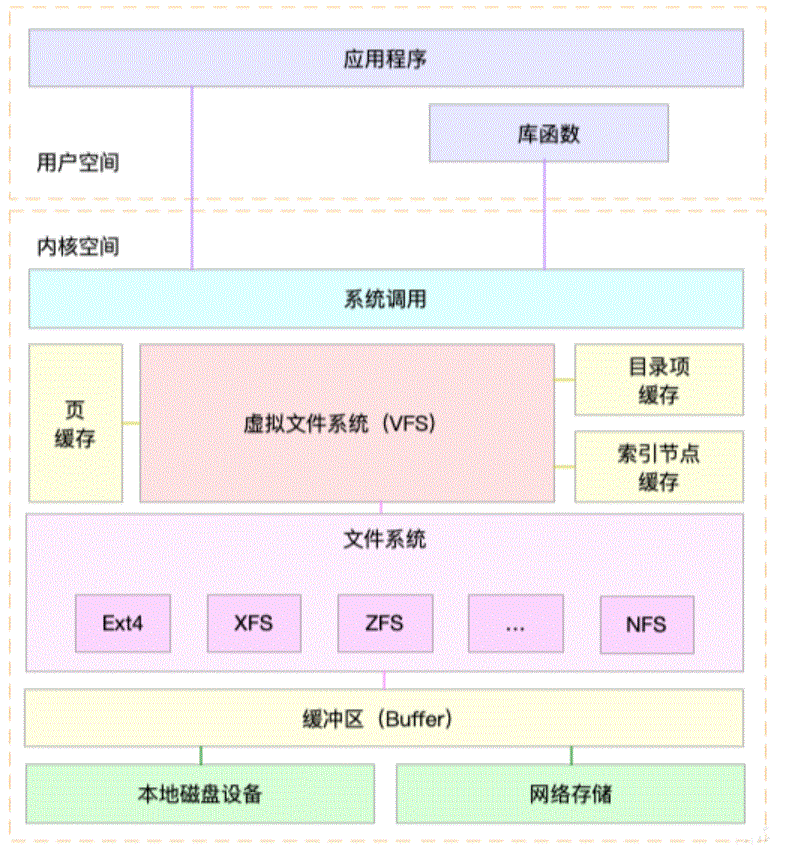 应用程序
库函数
用户空间
内核空间
系统调用
页
缓存
虚拟文件系统（VFS）
目录项
缓存
索引节点
缓存
文件系统
Ext4
XFS
ZFS
...
NFS
缓冲区（Buffer）
本地磁盘设备
网络存储